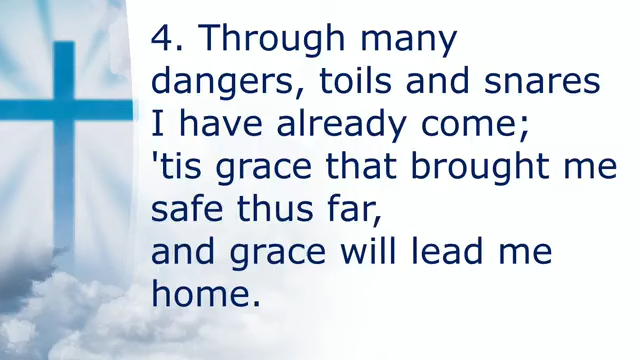 4. Through many
dangers, toils and snares
I have already come;
'tis grace that brought me
safe thus far,
and grace will lead me
home.